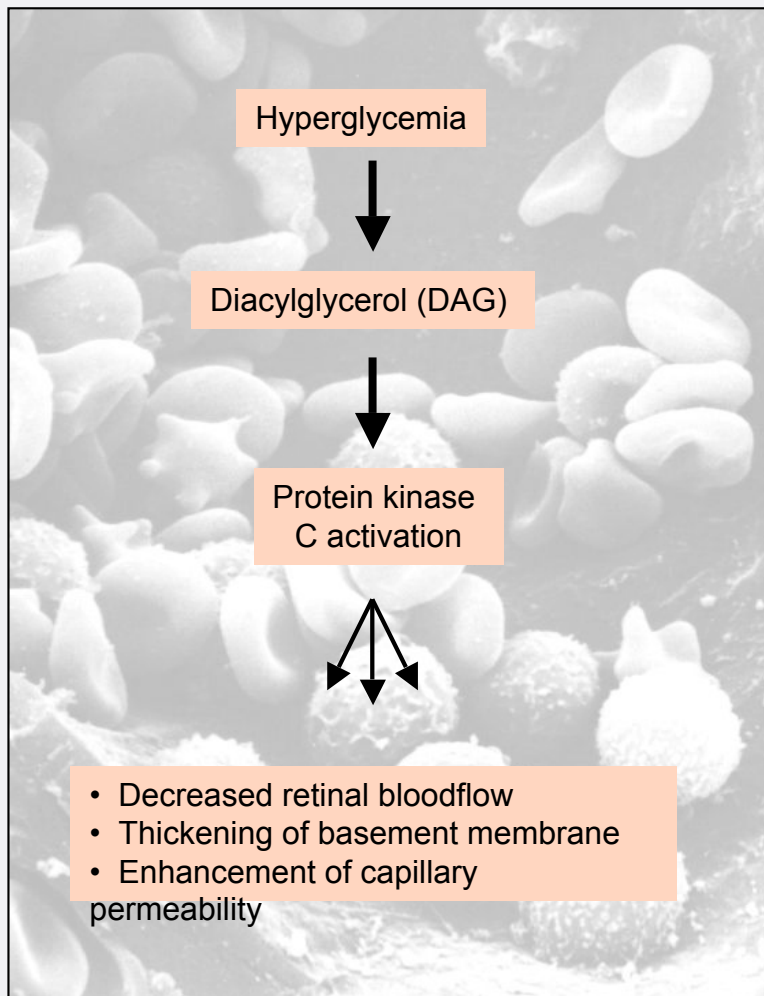 Hyperglycemia
Diacylglycerol (DAG)
Protein kinase
C activation
• Decreased retinal bloodflow
• Thickening of basement membrane
• Enhancement of capillary
permeability